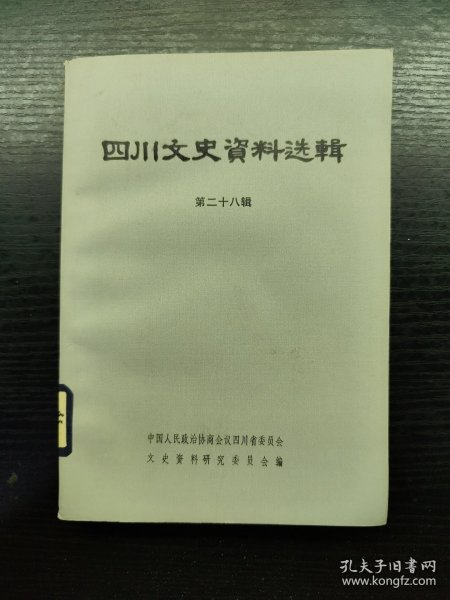 四川文史資料选輯
第二十八辑
中国人民政治协商会议四川省委员会
文史资料研究委员会编
孔夫子旧书网
www.kongfz.com